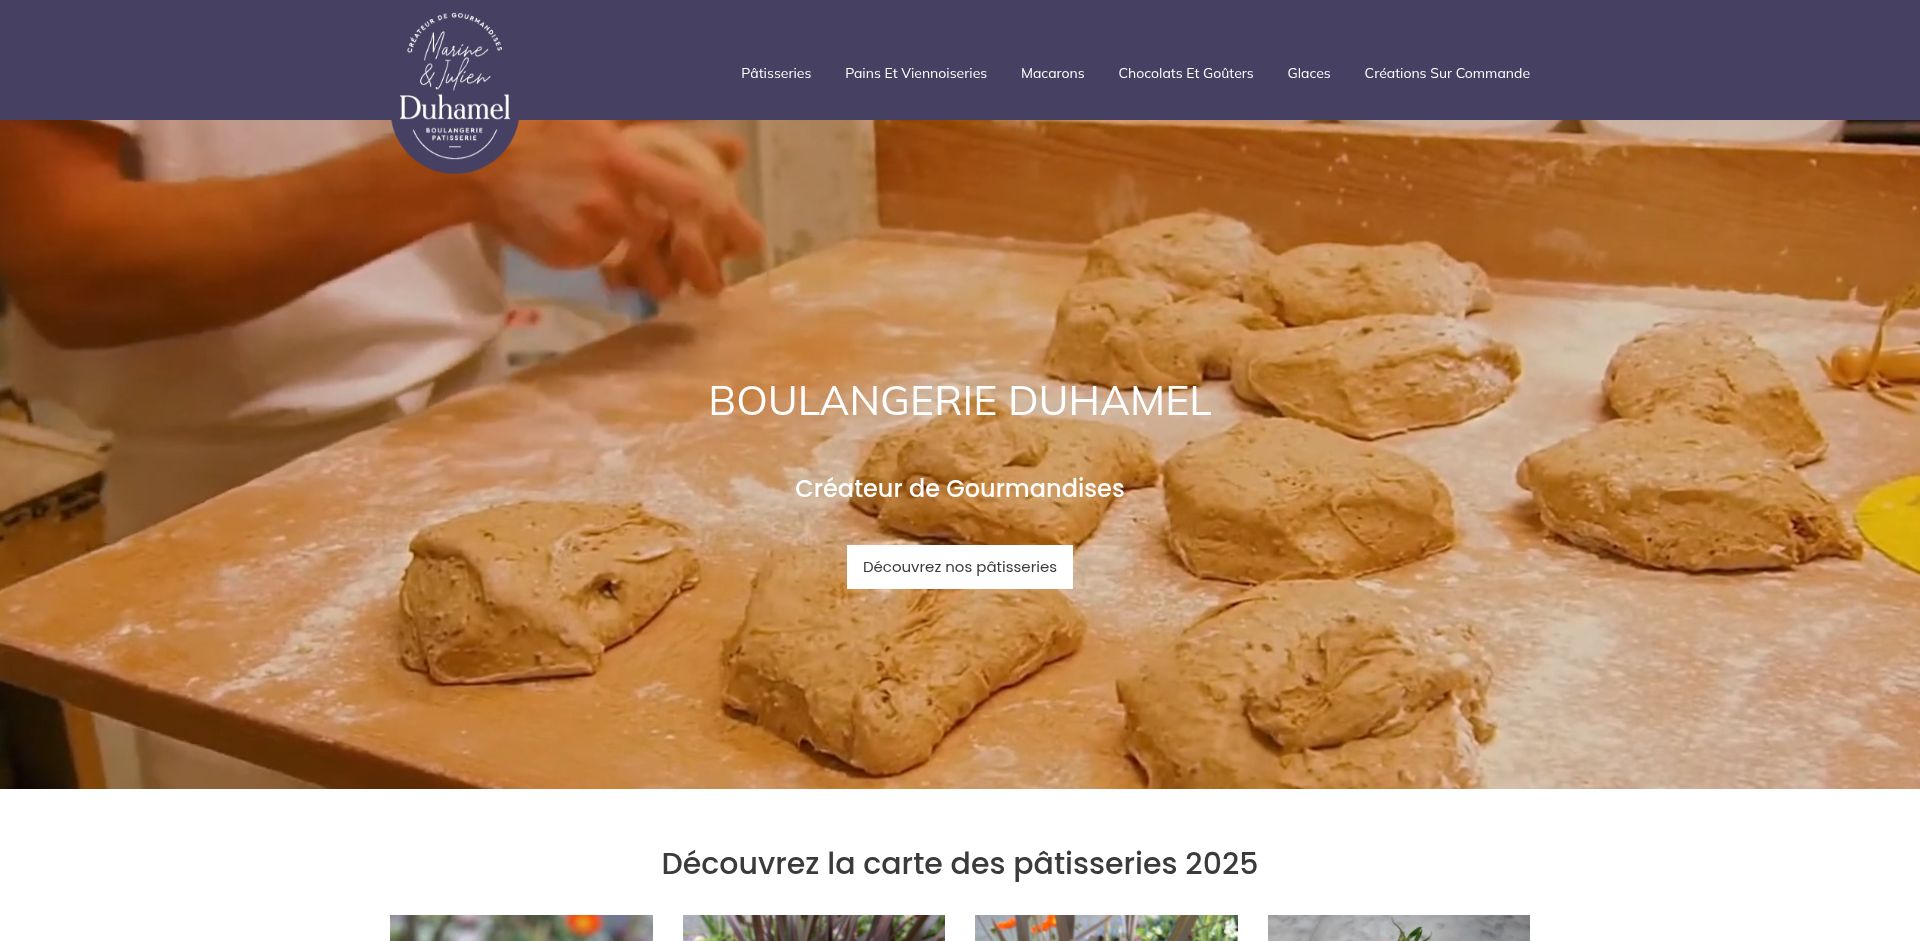 CRÉATEUR DE GOURMANDISES
Marine
& Julien
Duhamel
BOULANGERIE
PATISSERIE
Pâtisseries Pains Et Viennoiseries Macarons Chocolats Et Goûters Glaces Créations Sur Commande
BOULANGERIE DUHAMEL
Créateur de Gourmandises
Découvrez nos pâtisseries
Découvrez la carte des pâtisseries 2025